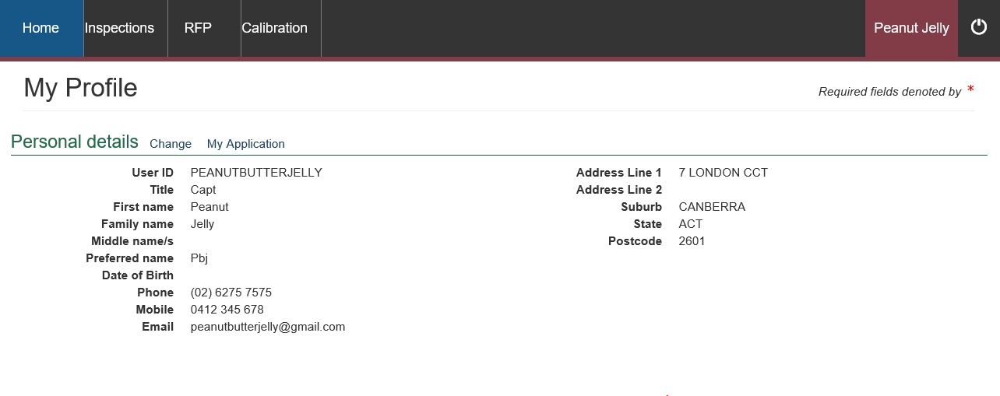 Home Inspections RFP Calibration Peanut Jelly
My Profile
Required fields denoted by *
Personal details Change My Application
User ID PEANUTBUTTERJELLY
Title Capt
First name Peanut
Family name Jelly
Middle name/s
Preferred name Pbj
Date of Birth
Phone (02) 6275 7575
Mobile 0412 345 678
Email peanutbutterjelly@gmail.com
Address Line 1 7 LONDON CCT
Address Line 2
Suburb CANBERRA
State ACT
Postcode 2601